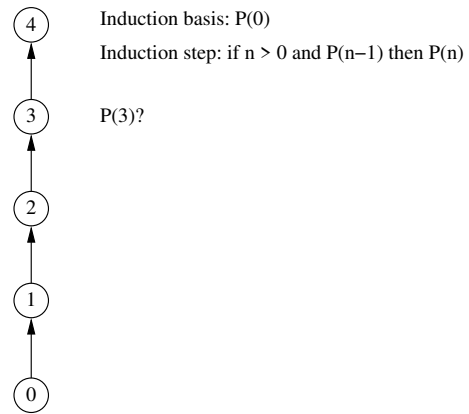 4
Induction basis: P(0)
Induction step: if n > 0 and P(n−1) then P(n)
3
P(3)?
2
1
0